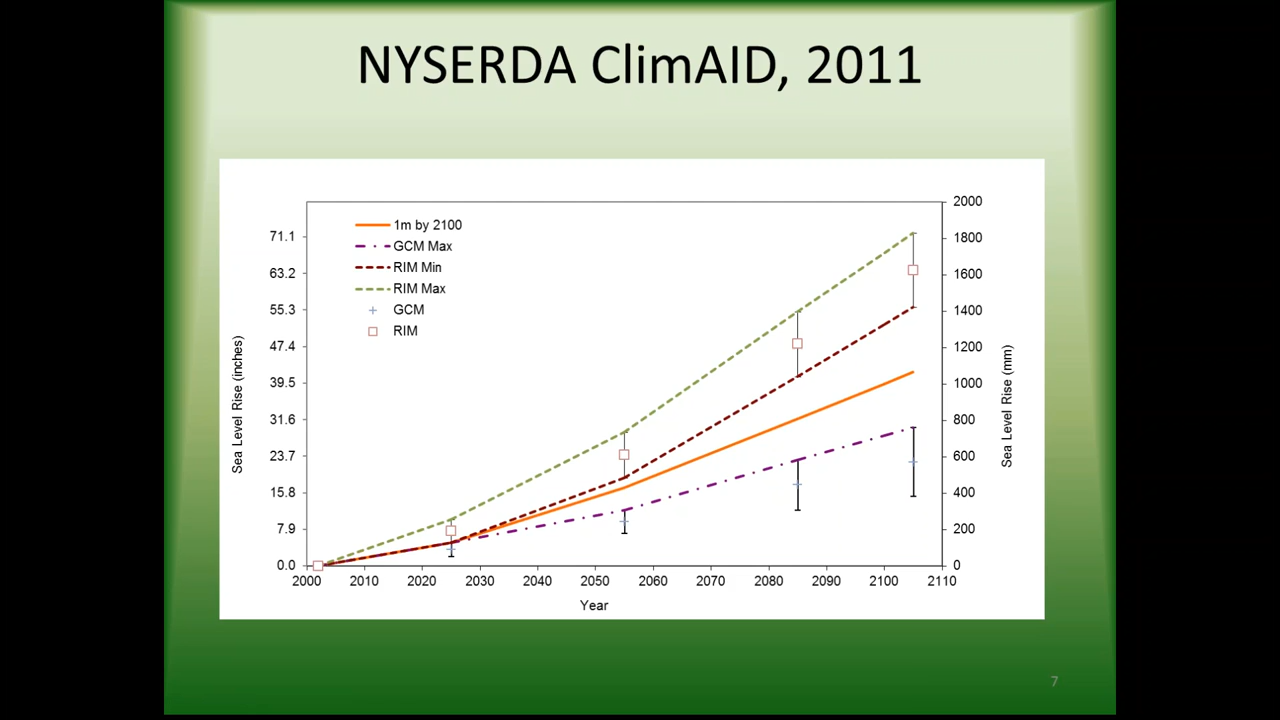 NYSERDA ClimAID, 2011
1m by 2100
GCM Max
RIM Min
RIM Max
GCM
RIM
71.1
63.2
55.3
47.4
39.5
31.6
23.7
15.8
7.9
0.0
Sea Level Rise (inches)
2000
1800
1600
1400
1200
1000
800
600
400
200
0
Sea Level Rise (mm)
2000 2010 2020 2030 2040 2050 2060 2070 2080 2090 2100 2110
Year
7